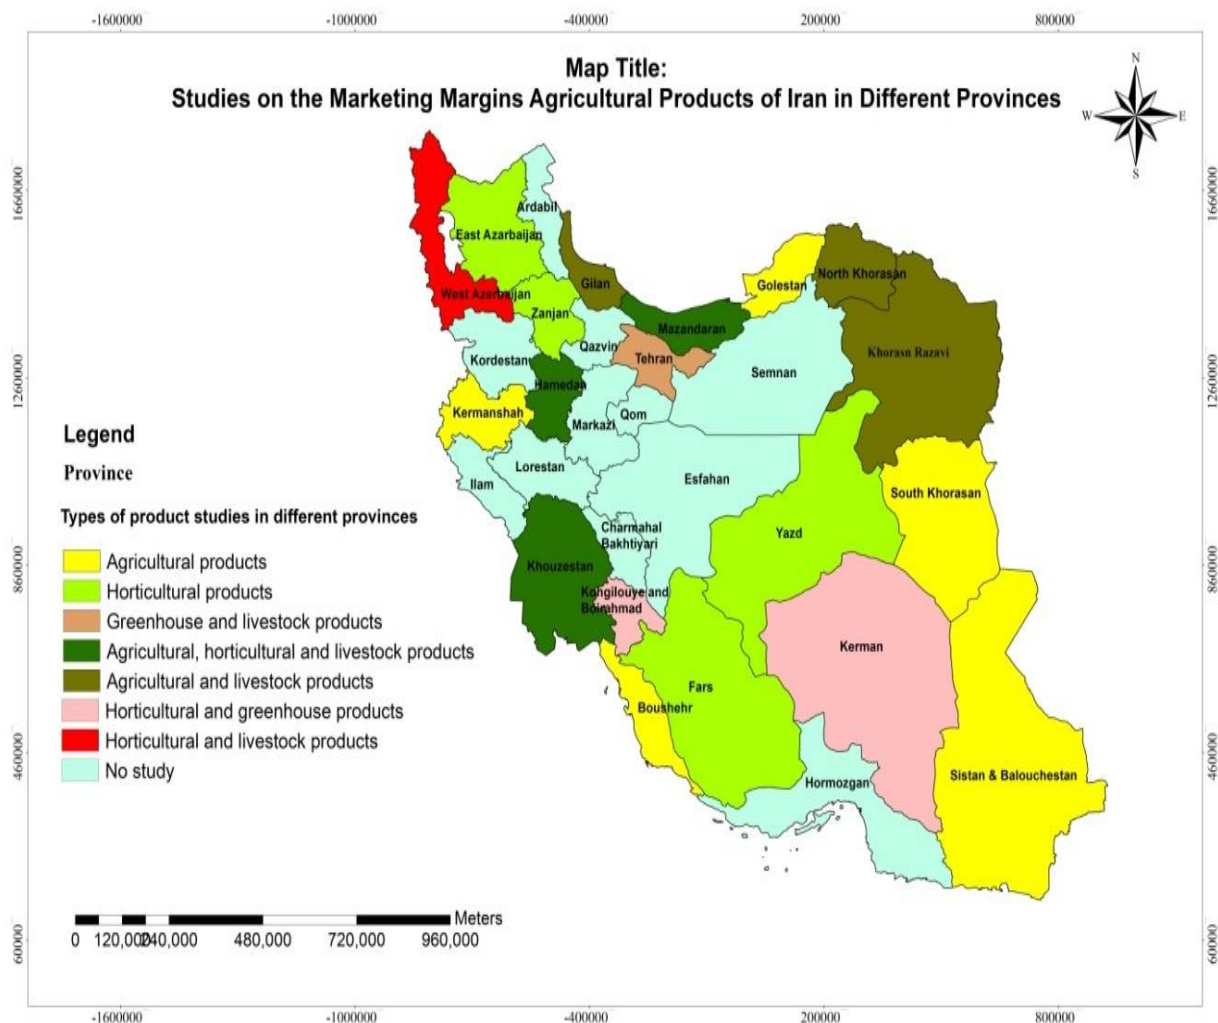 -1600000 -1000000 -400000 200000 800000
Map Title:
Studies on the Marketing Margins Agricultural Products of Iran in Different Provinces
N
W E
S
1660000 1660000
Ardabil
East Azarbaijan
Gilan
North Khorasan
Golestan
West Azerbaijan
Zanjan
Mazandaran
Qazvin
Khorasn Razavi
Tehran
Kordestan
Semnan
1260000 1260000
Hamedan
Kermanshah
Qom
Markazi
Lorestan
Esfahan
Ilam
South Khorasan
Charmahal
Bakhtiyari
Yazd
Khouzestan
860000 860000
Kohgilouye and
Boirahmad
Kerman
Fars
Boushehr
460000 460000
Sistan & Balouchestan
Hormozgan
Legend
Province
Types of product studies in different provinces
Agricultural products
Horticultural products
Greenhouse and livestock products
Agricultural, horticultural and livestock products
Agricultural and livestock products
Horticultural and greenhouse products
Horticultural and livestock products
No study
Meters
0 120,000 240,000 480,000 720,000 960,000
60000 60000
-1600000 -1000000 -400000 200000 800000